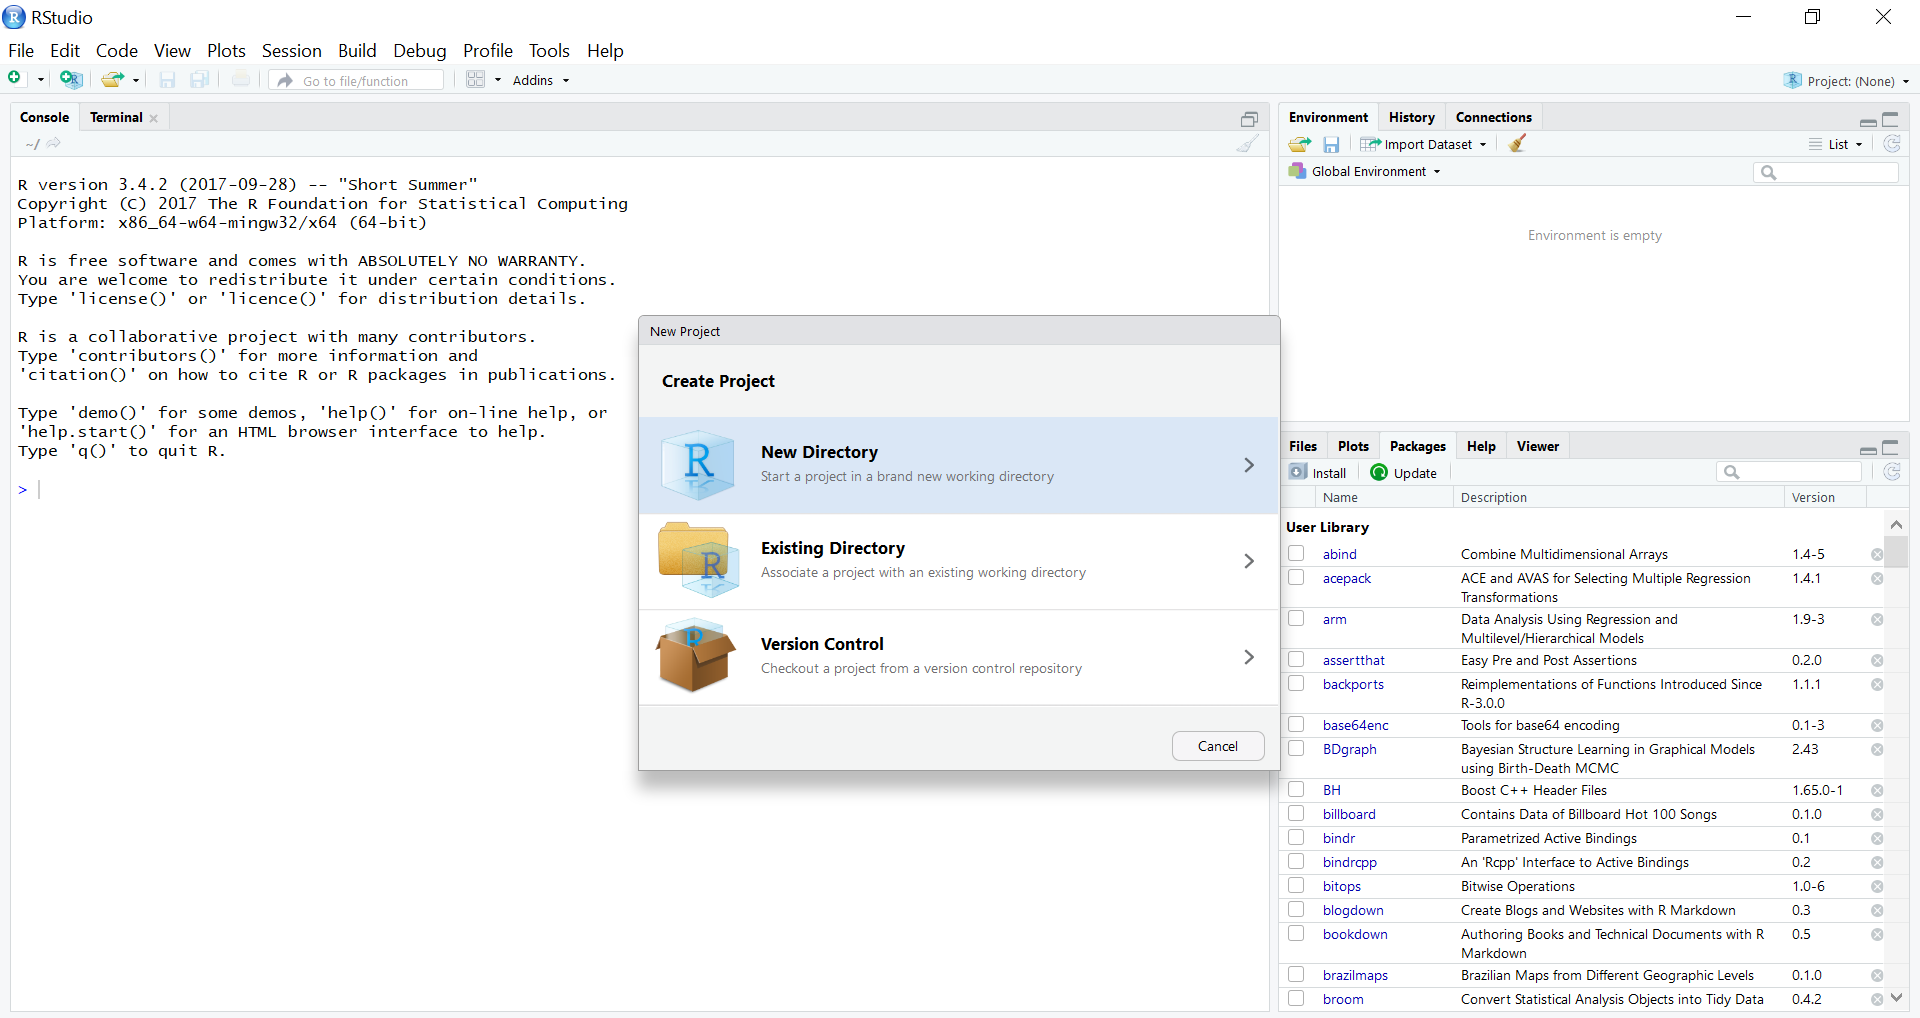 RStudio
File Edit Code View Plots Session Build Debug Profile Tools Help
Go to file/function
Addins
Project: (None)
Console Terminal
~/
R version 3.4.2 (2017-09-28) -- "Short Summer"
Copyright (C) 2017 The R Foundation for Statistical Computing
Platform: x86_64-w64-mingw32/x64 (64-bit)
R is free software and comes with ABSOLUTELY NO WARRANTY.
You are welcome to redistribute it under certain conditions.
Type 'license()' or 'licence()' for distribution details.
R is a collaborative project with many contributors.
Type 'contributors()' for more information and
'citation()' on how to cite R or R packages in publications.
Type 'demo()' for some demos, 'help()' for on-line help, or
'help.start()' for an HTML browser interface to help.
Type 'q()' to quit R.
>
New Project
Create Project
New Directory
Start a project in a brand new working directory
Existing Directory
Associate a project with an existing working directory
Version Control
Checkout a project from a version control repository
Cancel
Environment History Connections
Import Dataset List
Global Environment
Environment is empty
Files Plots Packages Help Viewer
Install Update
Name Description Version
User Library
abind Combine Multidimensional Arrays 1.4-5
acepack ACE and AVAS for Selecting Multiple Regression 1.4.1
Transformations
arm Data Analysis Using Regression and 1.9-3
Multilevel/Hierarchical Models
assertthat Easy Pre and Post Assertions 0.2.0
backports Reimplementations of Functions Introduced Since 1.1.1
R-3.0.0
base64enc Tools for base64 encoding 0.1-3
BDgraph Bayesian Structure Learning in Graphical Models 2.43
using Birth-Death MCMC
BH Boost C++ Header Files 1.65.0-1
billboard Contains Data of Billboard Hot 100 Songs 0.1.0
bindr Parametrized Active Bindings 0.1
bindrcpp An 'Rcpp' Interface to Active Bindings 0.2
bitops Bitwise Operations 1.0-6
blogdown Create Blogs and Websites with R Markdown 0.3
bookdown Authoring Books and Technical Documents with R 0.5
Markdown
brazilmaps Brazilian Maps from Different Geographic Levels 0.1.0
broom Convert Statistical Analysis Objects into Tidy Data 0.4.2